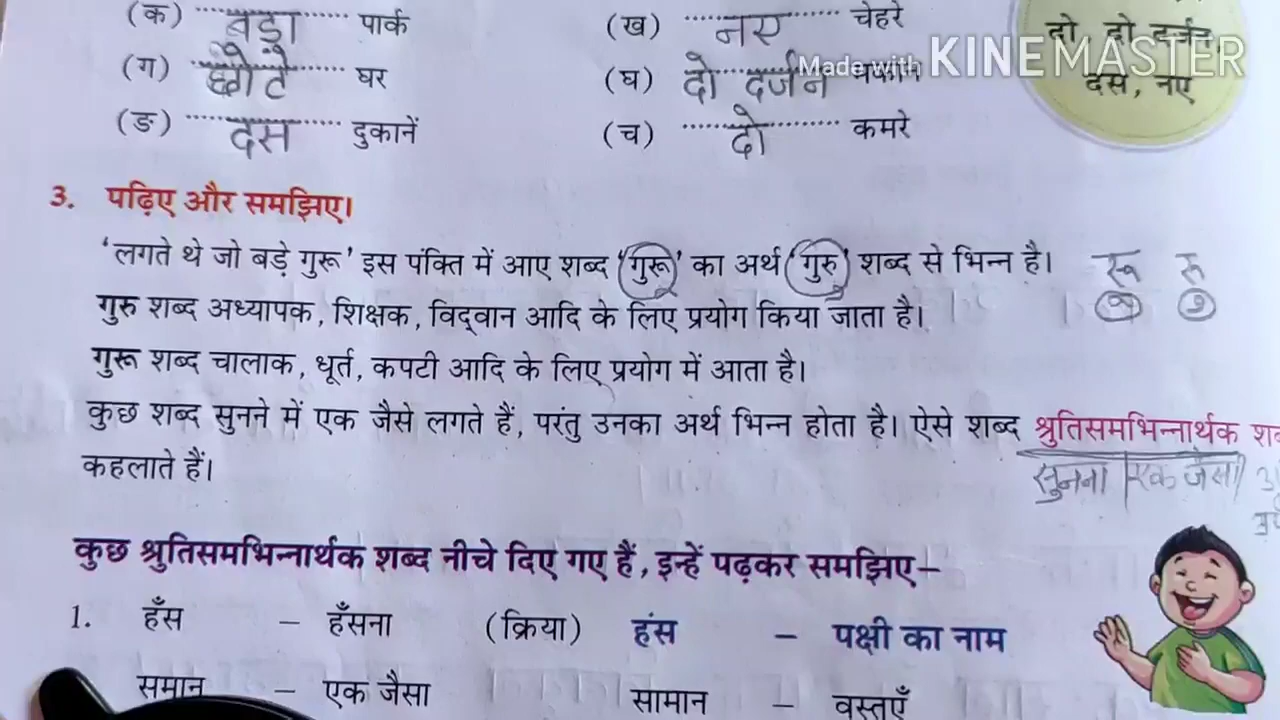 (क) बड़ा पार्क (ख) नए चेहरे
(ग) छोटे घर (घ) दो दर्जन
(ङ) दस दुकानें (च) दो कमरे
दो, दो दर्जन,
दस, नए
Made with KINEMASTER
3. पढ़िए और समझिए।
'लगते थे जो बड़े गुरू' इस पंक्ति में आए शब्द 'गुरू' का अर्थ 'गुरु' शब्द से भिन्न है।
रू रु
गुरु शब्द अध्यापक, शिक्षक, विद्‌वान आदि के लिए प्रयोग किया जाता है।
गुरू शब्द चालाक, धूर्त, कपटी आदि के लिए प्रयोग में आता है।
कुछ शब्द सुनने में एक जैसे लगते हैं, परंतु उनका अर्थ भिन्न होता है। ऐसे शब्द श्रुतिसमभिन्नार्थक
कहलाते हैं।
सुनना एक जैसा
कुछ श्रुतिसमभिन्नार्थक शब्द नीचे दिए गए हैं, इन्हें पढ़कर समझिए–
1. हँस – हँसना (क्रिया) हंस – पक्षी का नाम
समान – एक जैसा सामान – वस्तुएँ